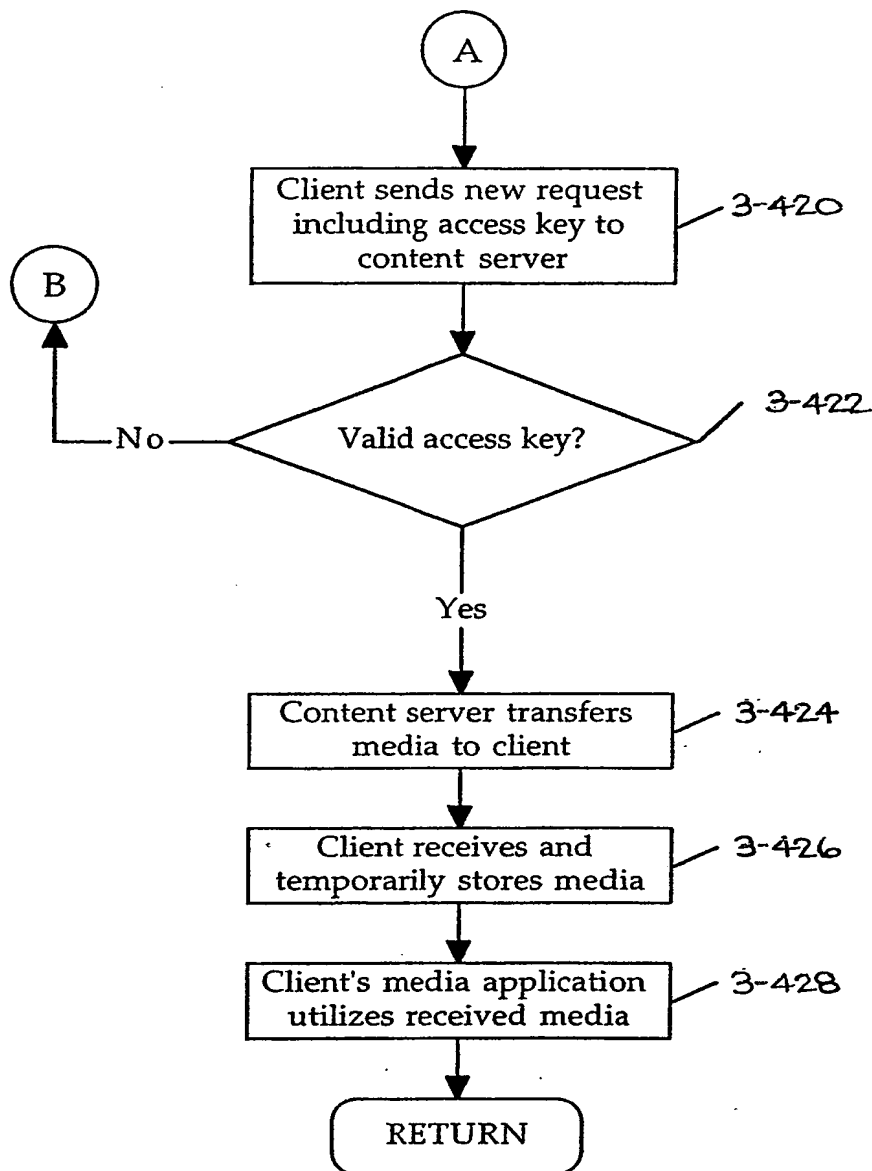 A
Client sends new request
including access key to
content server
3-420
B
Valid access key?
3-422
No
Yes
Content server transfers
media to client
3-424
Client receives and
temporarily stores media
3-426
Client's media application
utilizes received media
3-428
RETURN